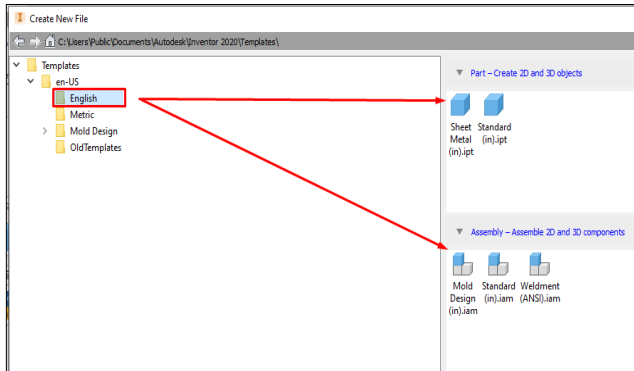 Create New File
C:\Users\Public\Documents\Autodesk\Inventor 2020\Templates\
Templates
en-US
English
Metric
Mold Design
OldTemplates
Part – Create 2D and 3D objects
Sheet Metal (in).ipt
Standard (in).ipt
Assembly – Assemble 2D and 3D components
Mold Design (in).iam
Standard (in).iam
Weldment (ANSI).iam